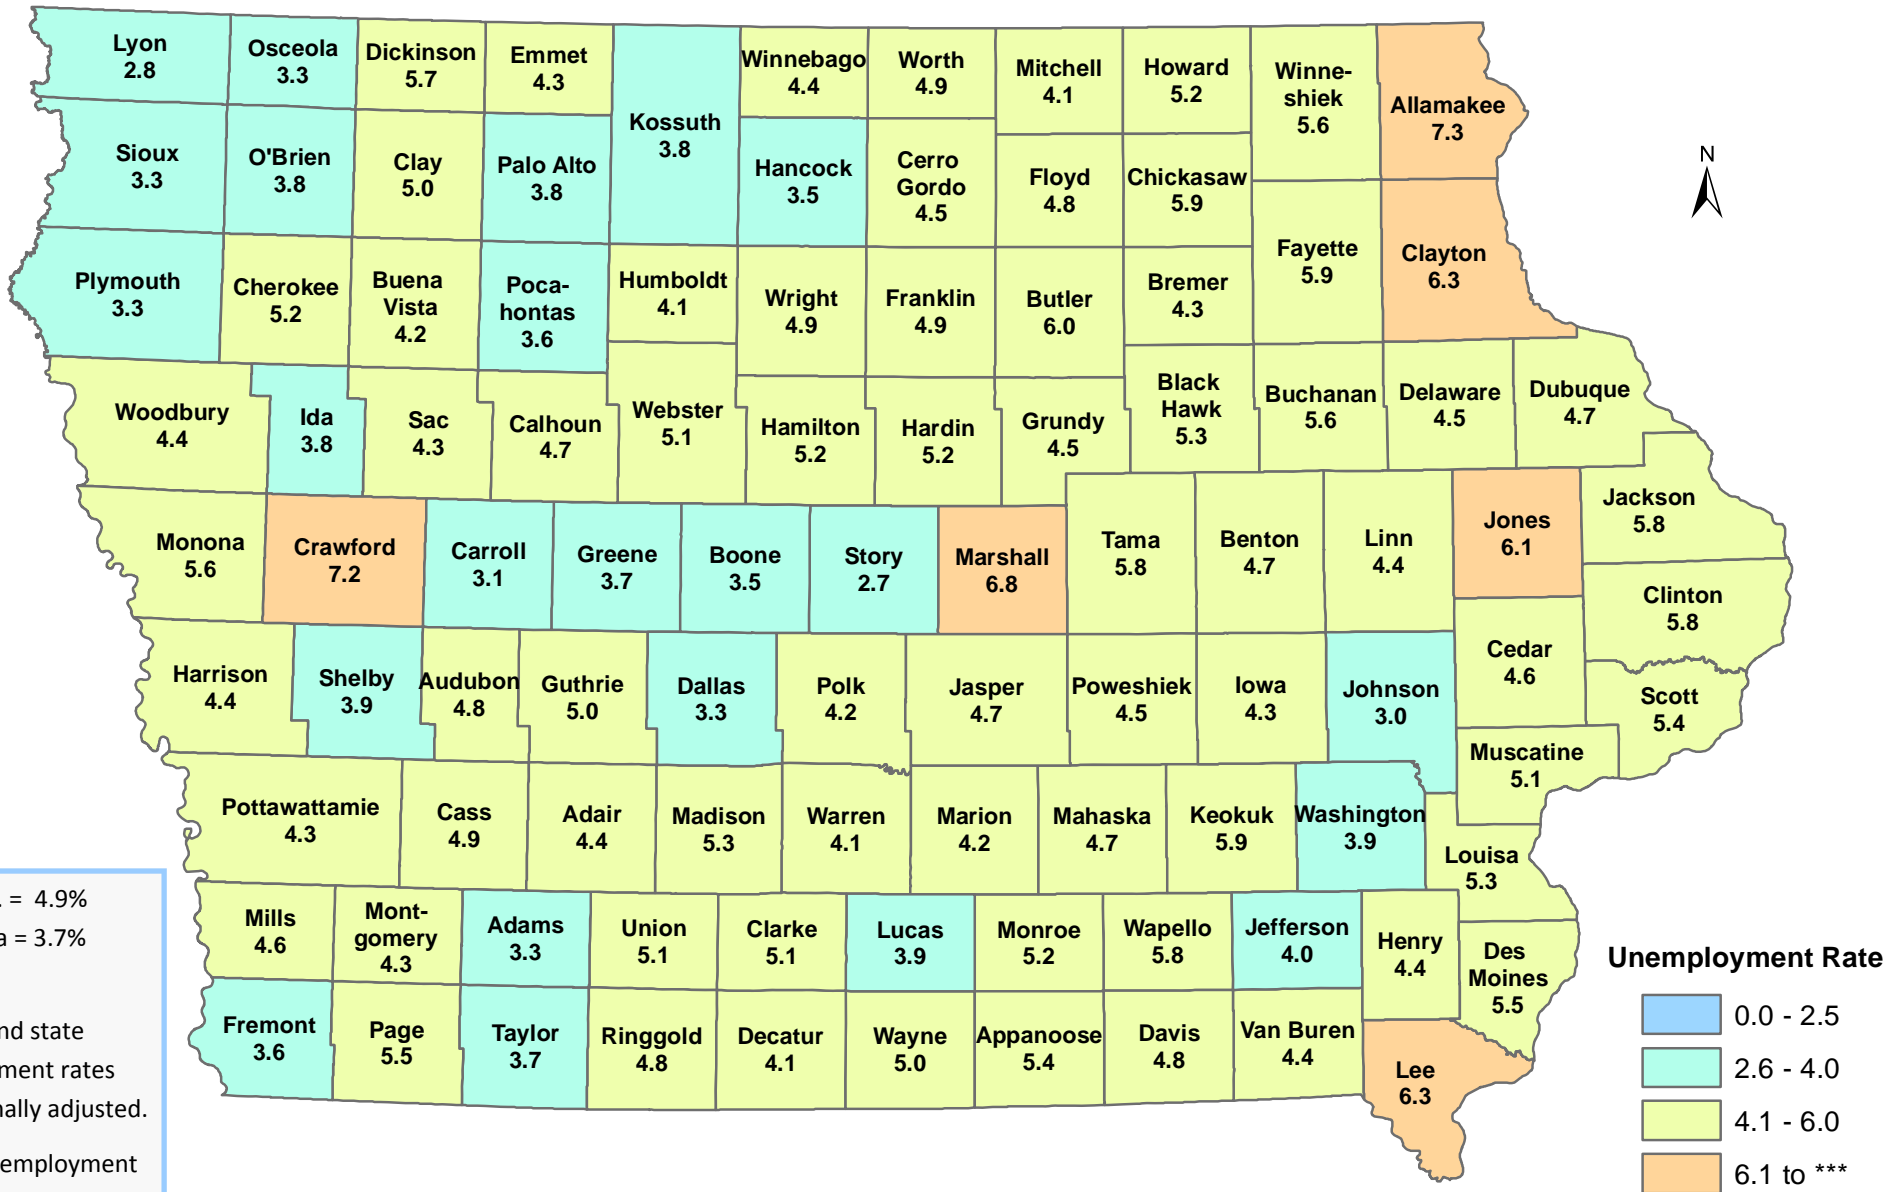 Lyon
2.8
Osceola
3.3
Dickinson
5.7
Emmet
4.3
Kossuth
3.8
Winnebago
4.4
Worth
4.9
Mitchell
4.1
Howard
5.2
Winne-
shiek
5.6
Allamakee
7.3
Sioux
3.3
O'Brien
3.8
Clay
5.0
Palo Alto
3.8
Hancock
3.5
Cerro
Gordo
4.5
Floyd
4.8
Chickasaw
5.9
N
Plymouth
3.3
Cherokee
5.2
Buena
Vista
4.2
Poca-
hontas
3.6
Humboldt
4.1
Wright
4.9
Franklin
4.9
Butler
6.0
Bremer
4.3
Fayette
5.9
Clayton
6.3
Woodbury
4.4
Ida
3.8
Sac
4.3
Calhoun
4.7
Webster
5.1
Hamilton
5.2
Hardin
5.2
Grundy
4.5
Black
Hawk
5.3
Buchanan
5.6
Delaware
4.5
Dubuque
4.7
Monona
5.6
Crawford
7.2
Carroll
3.1
Greene
3.7
Boone
3.5
Story
2.7
Marshall
6.8
Tama
5.8
Benton
4.7
Linn
4.4
Jones
6.1
Jackson
5.8
Clinton
5.8
Harrison
4.4
Shelby
3.9
Audubon
4.8
Guthrie
5.0
Dallas
3.3
Polk
4.2
Jasper
4.7
Poweshiek
4.5
Iowa
4.3
Johnson
3.0
Cedar
4.6
Scott
5.4
Muscatine
5.1
Pottawattamie
4.3
Cass
4.9
Adair
4.4
Madison
5.3
Warren
4.1
Marion
4.2
Mahaska
4.7
Keokuk
5.9
Washington
3.9
Louisa
5.3
Mills
4.6
Mont-
gomery
4.3
Adams
3.3
Union
5.1
Clarke
5.1
Lucas
3.9
Monroe
5.2
Wapello
5.8
Jefferson
4.0
Henry
4.4
Des
Moines
5.5
Fremont
3.6
Page
5.5
Taylor
3.7
Ringgold
4.8
Decatur
4.1
Wayne
5.0
Appanoose
5.4
Davis
4.8
Van Buren
4.4
Lee
6.3
. = 4.9%
a = 3.7%
nd state
ment rates
nally adjusted.
employment
Unemployment Rate
0.0 - 2.5
2.6 - 4.0
4.1 - 6.0
6.1 to ***